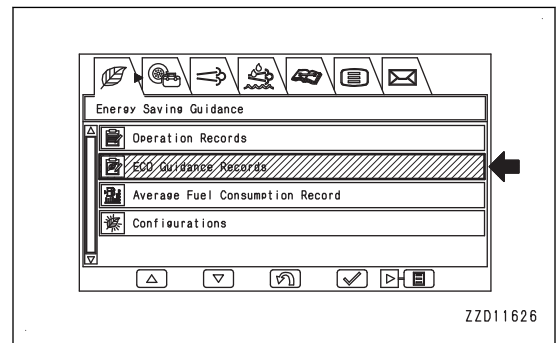 Energy Saving Guidance
Operation Records
ECO Guidance Records
Average Fuel Consumption Record
Configurations
ZZD11626